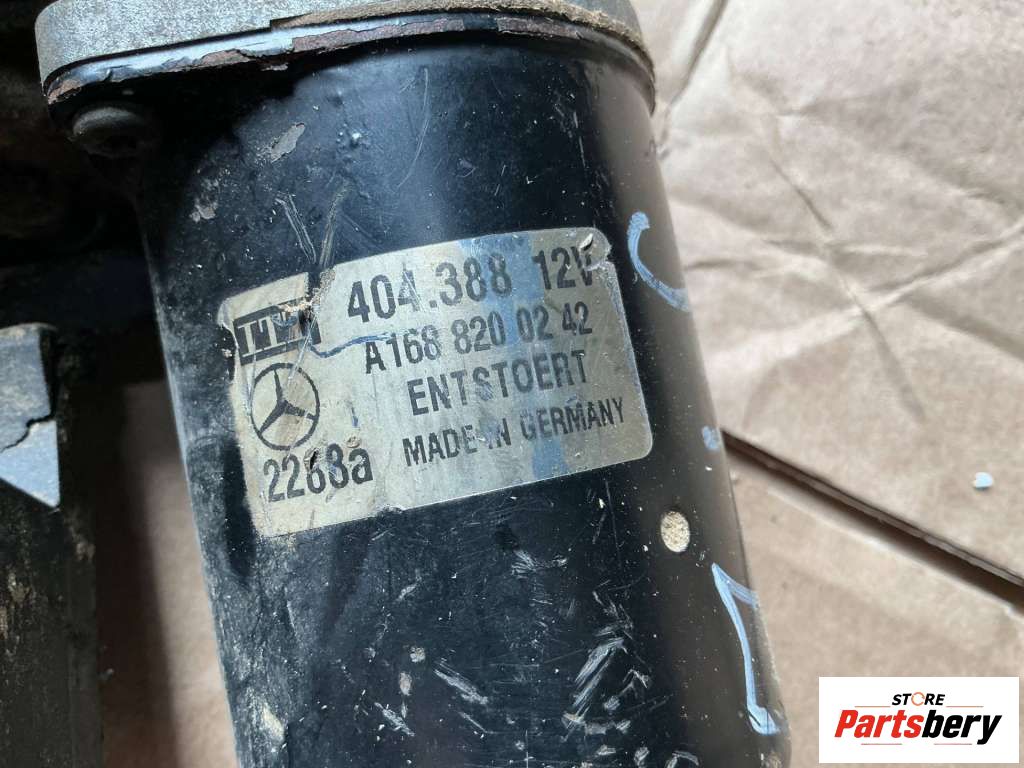 404.388 12V
A168 820 02 42
ENTSTOERT
MADE IN GERMANY
2268a
STORE
Partsbery